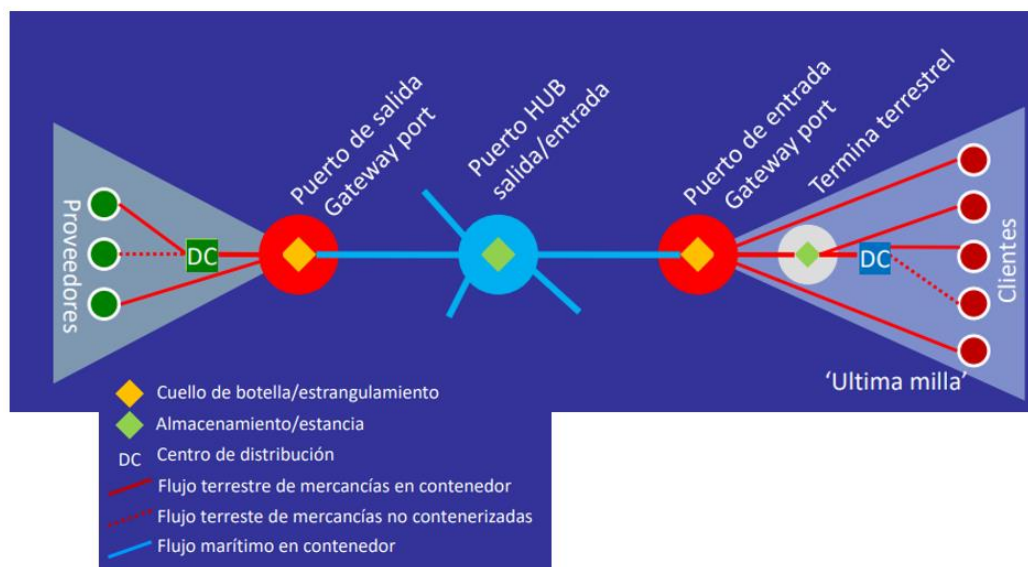 Proveedores
DC
Puerto de salida
Gateway port
Puerto HUB
salida/entrada
Puerto de entrada
Gateway port
Termina terrestrel
DC
Clientes
‘Ultima milla’
Cuello de botella/estrangulamiento
Almacenamiento/estancia
DC Centro de distribución
Flujo terrestre de mercancías en contenedor
Flujo terreste de mercancías no contenerizadas
Flujo marítimo en contenedor